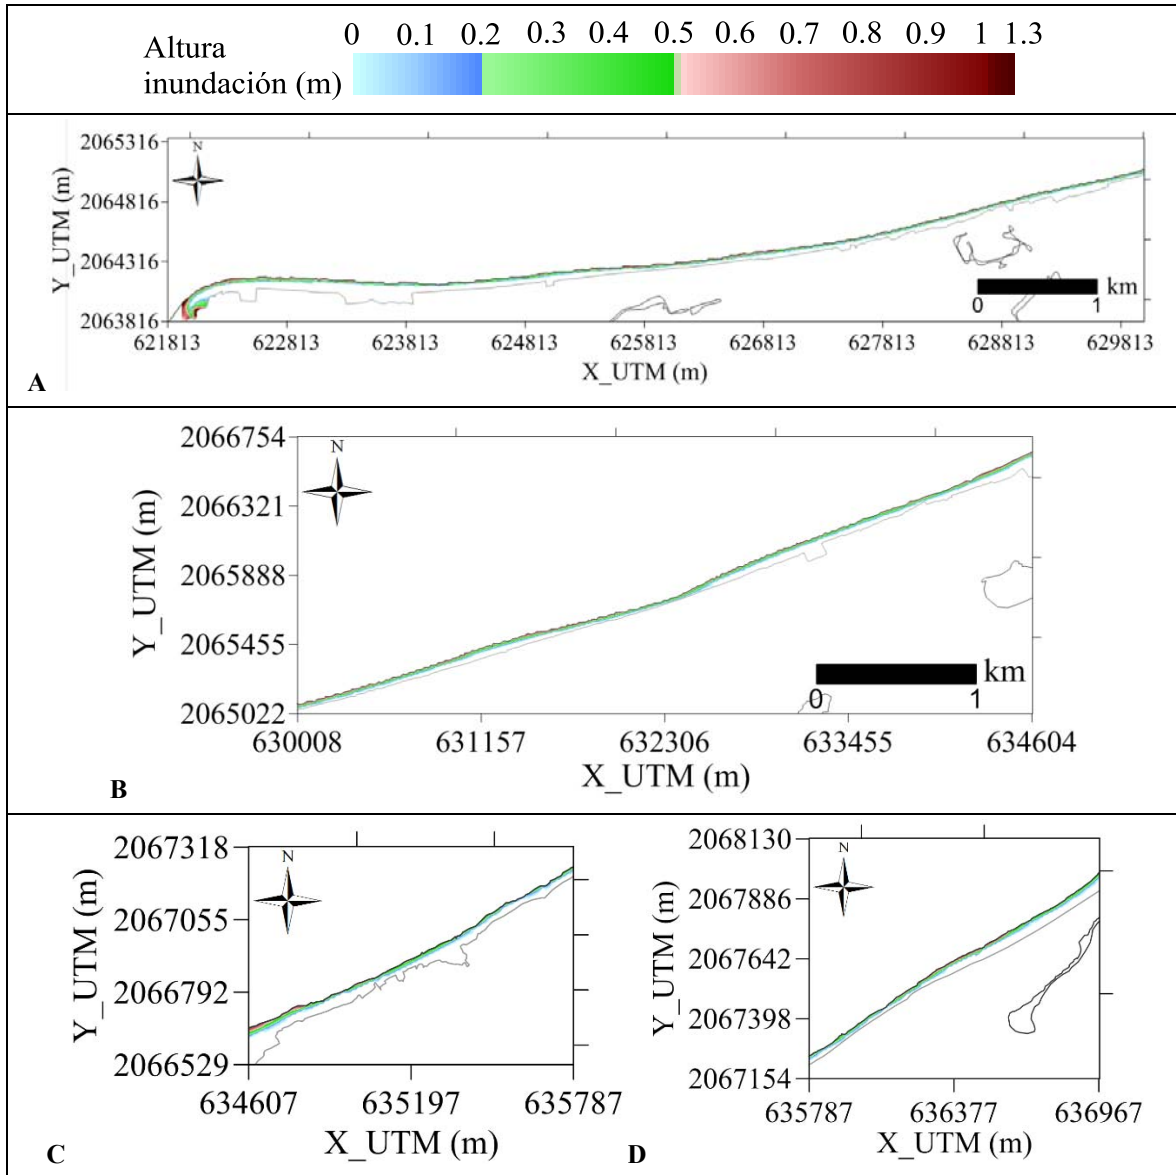 0 0.1 0.2 0.3 0.4 0.5 0.6 0.7 0.8 0.9 1 1.3
Altura
inundación (m)
2065316
2064816
2064316
2063816
Y_UTM (m)
N
km
0 1
621813 622813 623813 624813 625813 626813 627813 628813 629813
X_UTM (m)
A
2066754
2066321
2065888
2065455
2065022
Y_UTM (m)
N
km
0 1
630008 631157 632306 633455 634604
X_UTM (m)
B
2067318
2067055
2066792
2066529
Y_UTM (m)
N
634607 635197 635787
X_UTM (m)
C
2068130
2067886
2067642
2067398
2067154
Y_UTM (m)
N
635787 636377 636967
X_UTM (m)
D